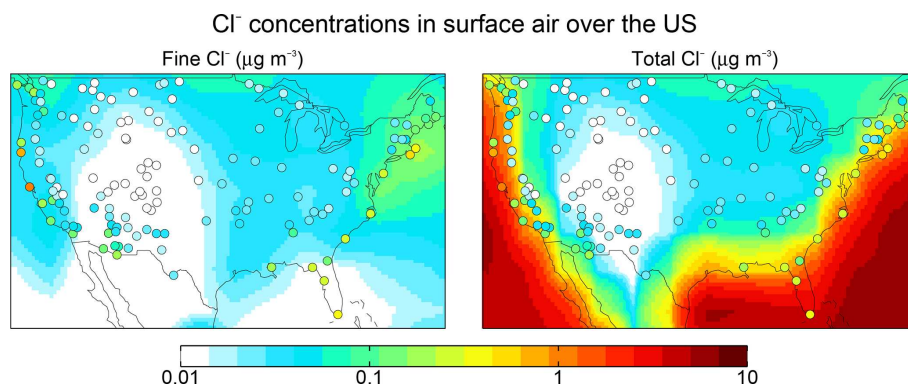 Cl⁻ concentrations in surface air over the US
Fine Cl⁻ (μg m⁻³)
Total Cl⁻ (μg m⁻³)
0.01 0.1 1 10